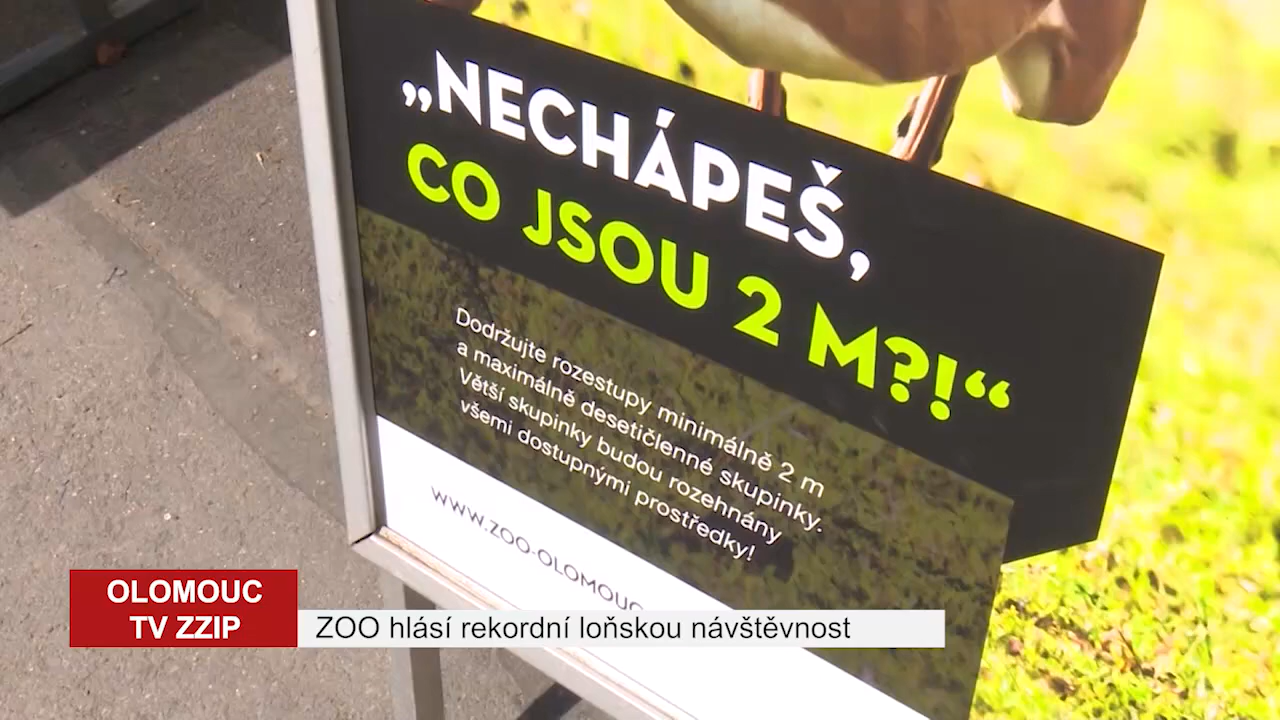 „NECHÁPEŠ,
CO JSOU 2 M?!“
Dodržujte rozestupy minimálně 2 m
a maximálně desetičlenné skupinky.
Větší skupinky budou rozehnány
všemi dostupnými prostředky!
WWW.ZOO-OLOMOUC
OLOMOUC
TV ZZIP
ZOO hlásí rekordní loňskou návštěvnost